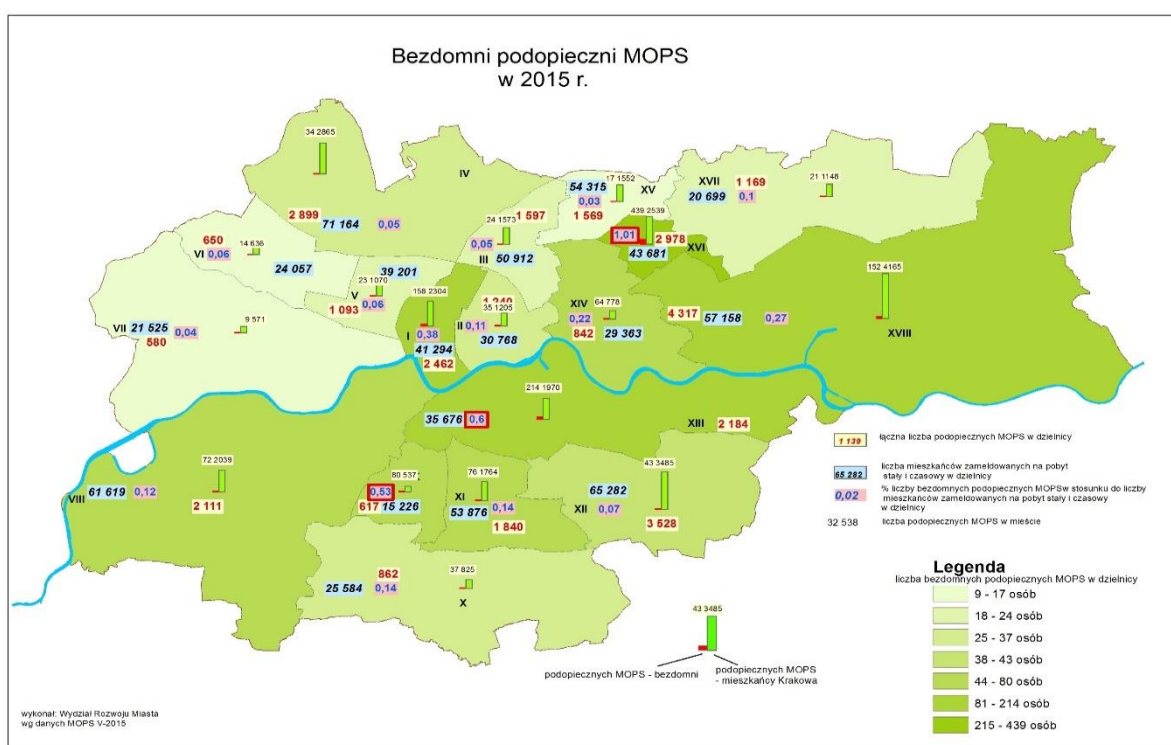 Bezdomni podopieczni MOPS
w 2015 r.
34 2865
IV
2 899
71 164
0,05
54 315
17 1552
XV
0,03
1 569
XVII
1 169
20 699
0,1
21 1148
439 2539
1,01
2 978
43 681
XVI
24 1573
1 597
0,05
III
50 912
650
VI
0,06
14 636
24 057
39 201
V
1 093
0,06
158 2304
I
0,38
41 294
2 462
35 1205
II
0,11
30 768
XIV
64 778
0,22
842
29 363
4 317
57 158
0,27
152 4165
XVIII
VII
21 525
0,04
580
9 571
214 1970
35 676
0,6
XIII
2 184
72 2039
VIII
61 619
0,12
2 111
80 537
0,53
617
15 226
76 1764
XI
53 876
0,14
1 840
43 3485
65 282
XII
0,07
3 528
862
25 584
0,14
37 825
X
1 139
łączna liczba podopiecznych MOPS w dzielnicy
65 282
liczba mieszkańców zameldowanych na pobyt
stały i czasowy w dzielnicy
0,02
% liczby bezdomnych podopiecznych MOPSw stosunku do liczby
mieszkańców zameldowanych na pobyt stały i czasowy
w dzielnicy
32 538
liczba podopiecznych MOPS w mieście
Legenda
liczba bezdomnych podopiecznych MOPS w dzielnicy
9 - 17 osób
18 - 24 osób
25 - 37 osób
38 - 43 osób
44 - 80 osób
81 - 214 osób
215 - 439 osób
43 3485
podopiecznych MOPS - bezdomni
podopiecznych MOPS
- mieszkańcy Krakowa
wykonał: Wydział Rozwoju Miasta
wg danych MOPS V-2015